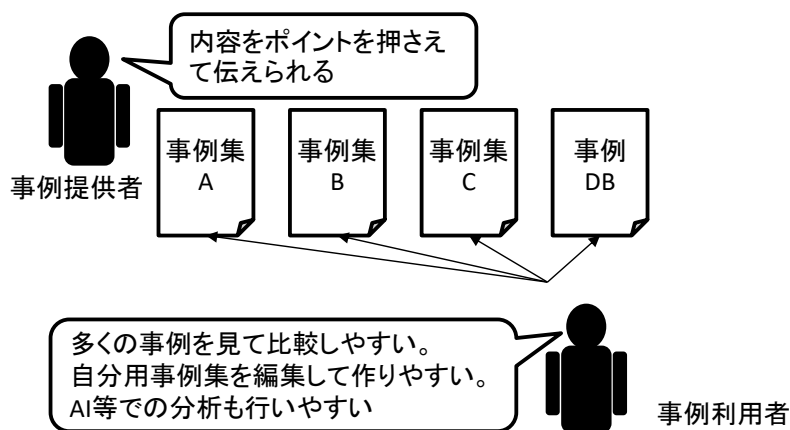 内容をポイントを押さえ
て伝えられる
事例提供者
事例集
A
事例集
B
事例集
C
事例
DB
多くの事例を見て比較しやすい。
自分用事例集を編集して作りやすい。
AI等での分析も行いやすい
事例利用者